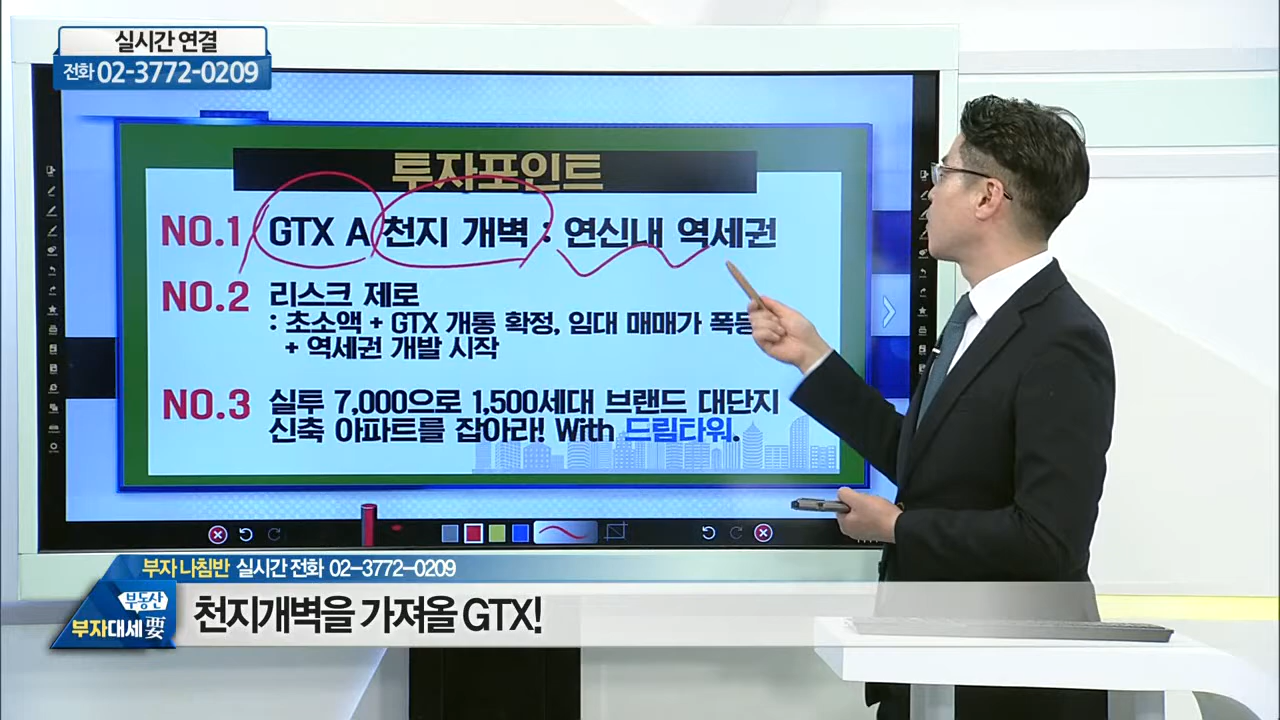 실시간 연결
전화 02-3772-0209
투자포인트
NO.1 GTX A 천지 개벽 : 연신내 역세권
NO.2 리스크 제로
: 초소액 + GTX 개통 확정, 임대 매매가 폭등
+ 역세권 개발 시작
NO.3 실투 7,000으로 1,500세대 브랜드 대단지
신축 아파트를 잡아라! With 드림타워.
부자 나침반 실시간 전화 02-3772-0209
부동산
부자대세 要
천지개벽을 가져올 GTX!